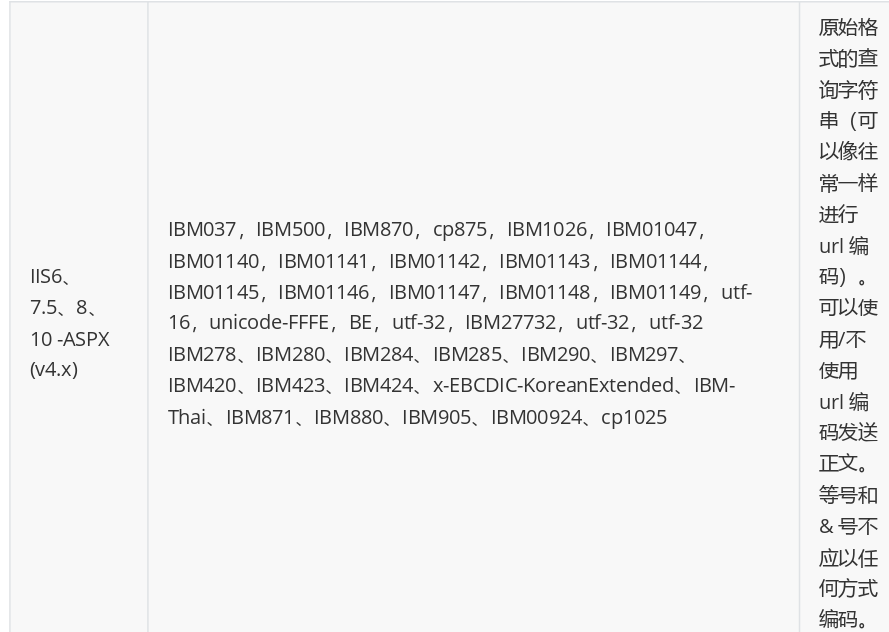 IIS6、
7.5、8、
10 -ASPX
(v4.x)
IBM037，IBM500，IBM870，cp875，IBM1026，IBM01047，
IBM01140，IBM01141，IBM01142，IBM01143，IBM01144，
IBM01145，IBM01146，IBM01147，IBM01148，IBM01149，utf-
16，unicode-FFFE，BE，utf-32，IBM27732，utf-32，utf-32
IBM278、IBM280、IBM284、IBM285、IBM290、IBM297、
IBM420、IBM423、IBM424、x-EBCDIC-KoreanExtended、IBM-
Thai、IBM871、IBM880、IBM905、IBM00924、cp1025
原始格
式的查
询字符
串（可
以像往
常一样
进行
url 编
码）。
可以使
用/不
使用
url 编
码发送
正文。
等号和
& 号不
应以任
何方式
编码。